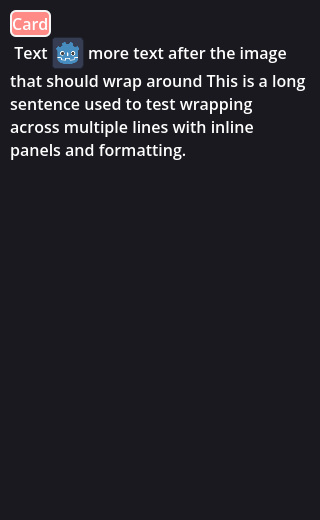 Card
Text more text after the image
that should wrap around This is a long
sentence used to test wrapping
across multiple lines with inline
panels and formatting.